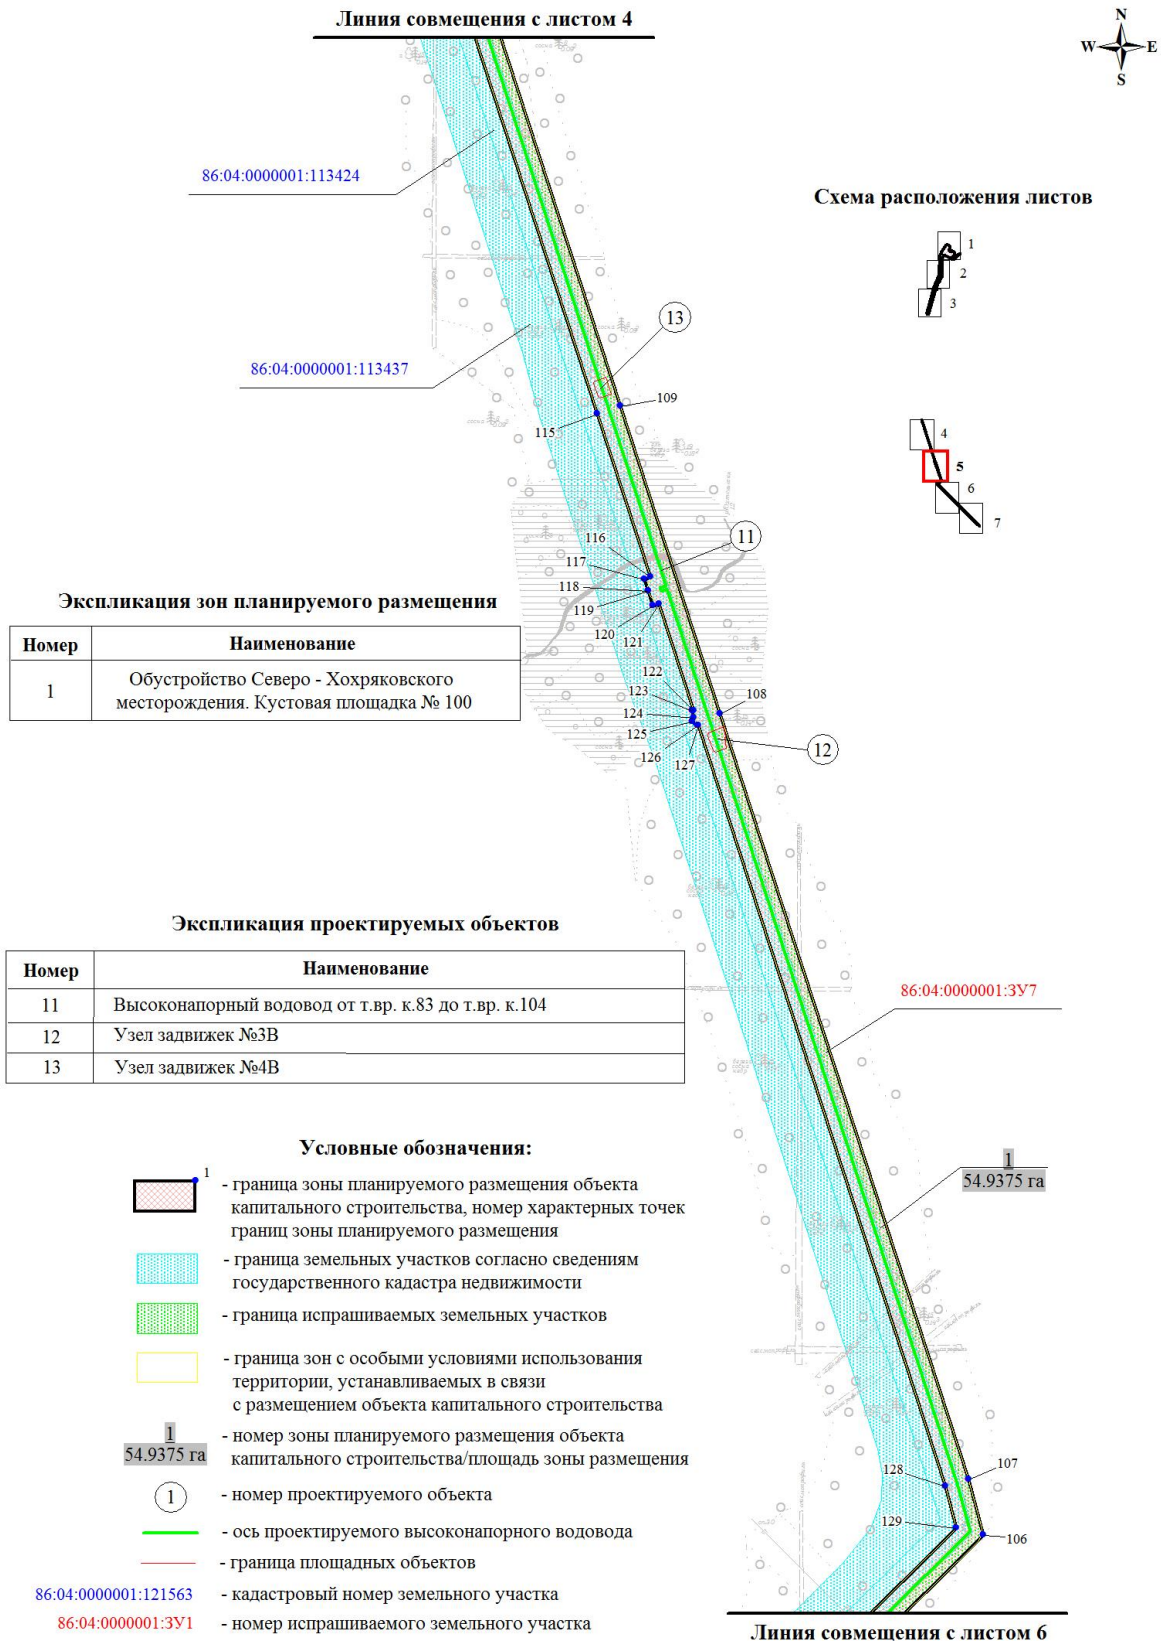 Линия совмещения с листом 4
N
W
E
S
86:04:0000001:113424
Схема расположения листов
1
2
3
13
86:04:0000001:113437
109
115
4
5
6
7
116
11
117
118
119
120
121
Экспликация зон планируемого размещения
Номер
Наименование
1
Обустройство Северо - Хохряковского
месторождения. Кустовая площадка № 100
122
123
124
125
126
127
108
12
Экспликация проектируемых объектов
Номер
Наименование
11
Высоконапорный водовод от т.вр. к.83 до т.вр. к.104
12
Узел задвижек №3В
13
Узел задвижек №4В
86:04:0000001:ЗУ7
1
54.9375 га
Условные обозначения:
1
- граница зоны планируемого размещения объекта
капитального строительства, номер характерных точек
границ зоны планируемого размещения
- граница земельных участков согласно сведениям
государственного кадастра недвижимости
- граница испрашиваемых земельных участков
- граница зон с особыми условиями использования
территории, устанавливаемых в связи
с размещением объекта капитального строительства
1
54.9375 га
- номер зоны планируемого размещения объекта
капитального строительства/площадь зоны размещения
1
- номер проектируемого объекта
- ось проектируемого высоконапорного водовода
- граница площадных объектов
86:04:0000001:121563
- кадастровый номер земельного участка
86:04:0000001:ЗУ1
- номер испрашиваемого земельного участка
128
107
129
106
Линия совмещения с листом 6